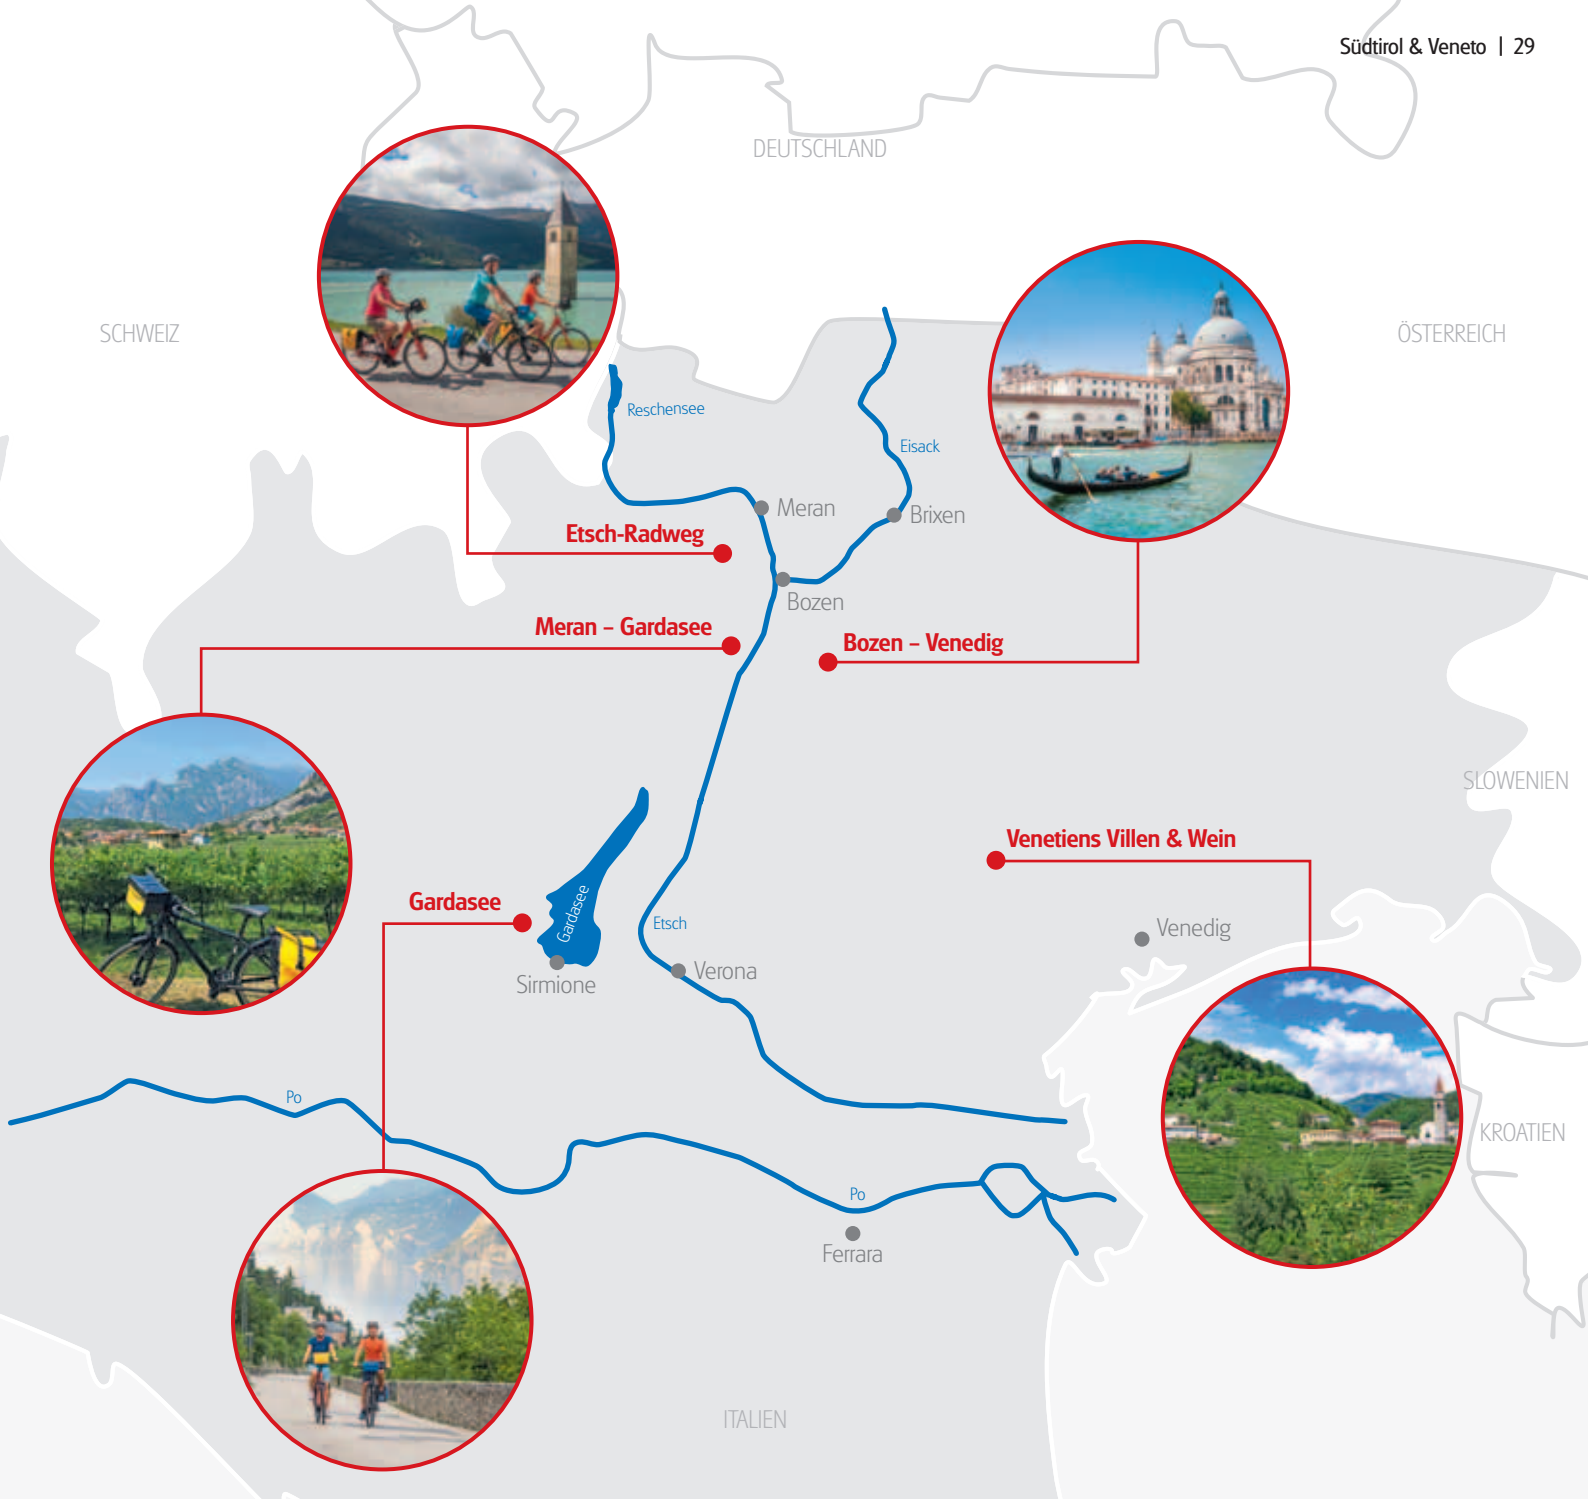 Südtirol & Veneto | 29
DEUTSCHLAND
SCHWEIZ
ÖSTERREICH
Reschensee
Eisack
Meran
Brixen
Etsch-Radweg
Bozen
Meran – Gardasee
Bozen – Venedig
SLOWENIEN
Venetiens Villen & Wein
Gardasee
Gardasee
Etsch
Venedig
Verona
Sirmione
Po
KROATIEN
Po
Ferrara
ITALIEN